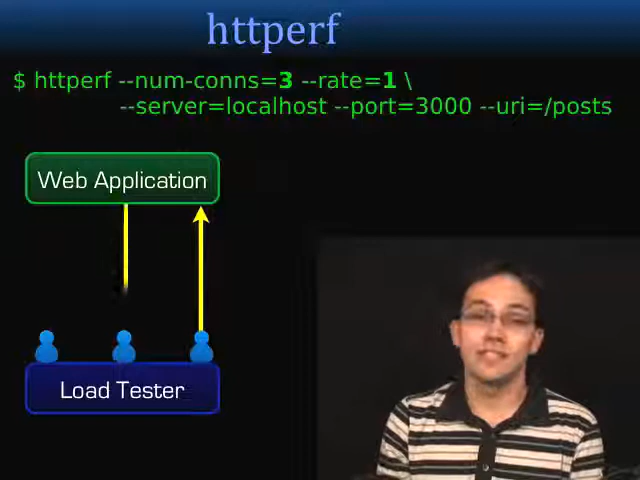 httperf
$ httperf --num-conns=3 --rate=1 \
--server=localhost --port=3000 --uri=/posts
Web Application
Load Tester